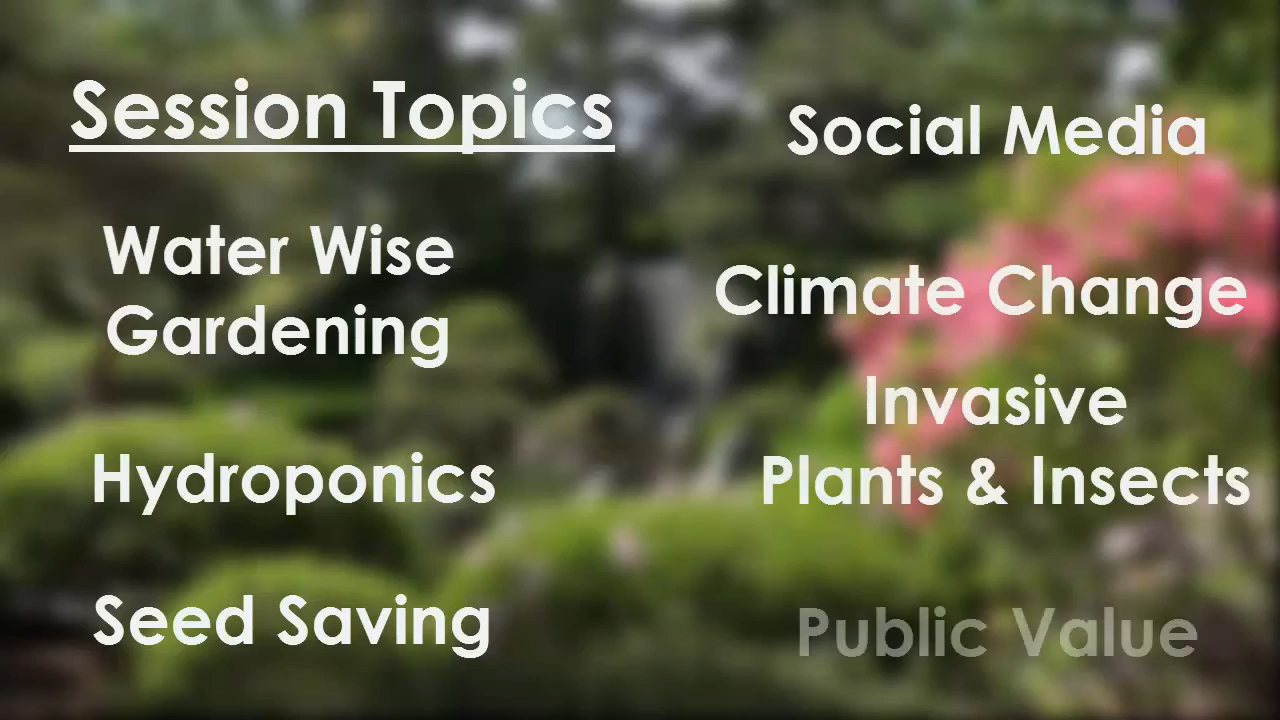 Session Topics
Water Wise
Gardening
Hydroponics
Seed Saving
Social Media
Climate Change
Invasive
Plants & Insects
Public Value